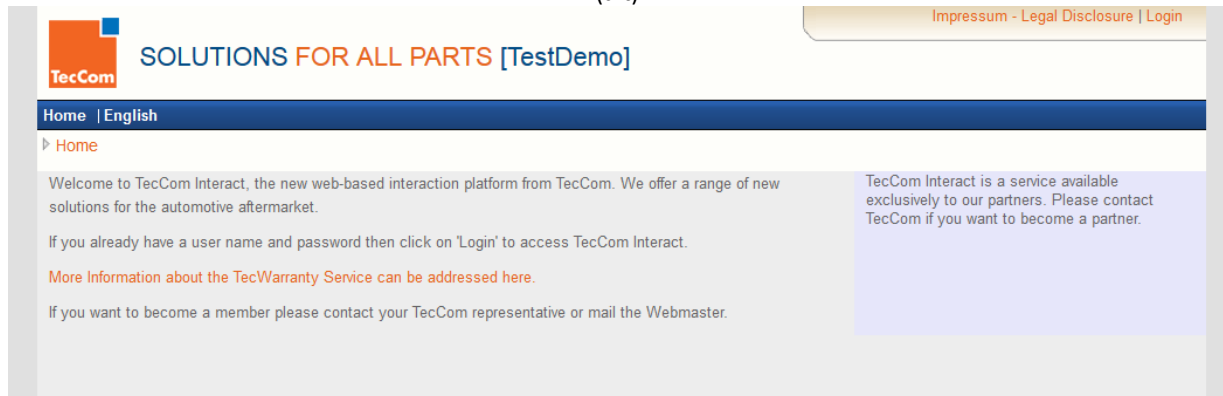 Impressum - Legal Disclosure | Login
SOLUTIONS FOR ALL PARTS [TestDemo]
TecCom
Home | English
Home
Welcome to TecCom Interact, the new web-based interaction platform from TecCom. We offer a range of new
solutions for the automotive aftermarket.
If you already have a user name and password then click on 'Login' to access TecCom Interact.
More Information about the TecWarranty Service can be addressed here.
If you want to become a member please contact your TecCom representative or mail the Webmaster.
TecCom Interact is a service available
exclusively to our partners. Please contact
TecCom if you want to become a partner.